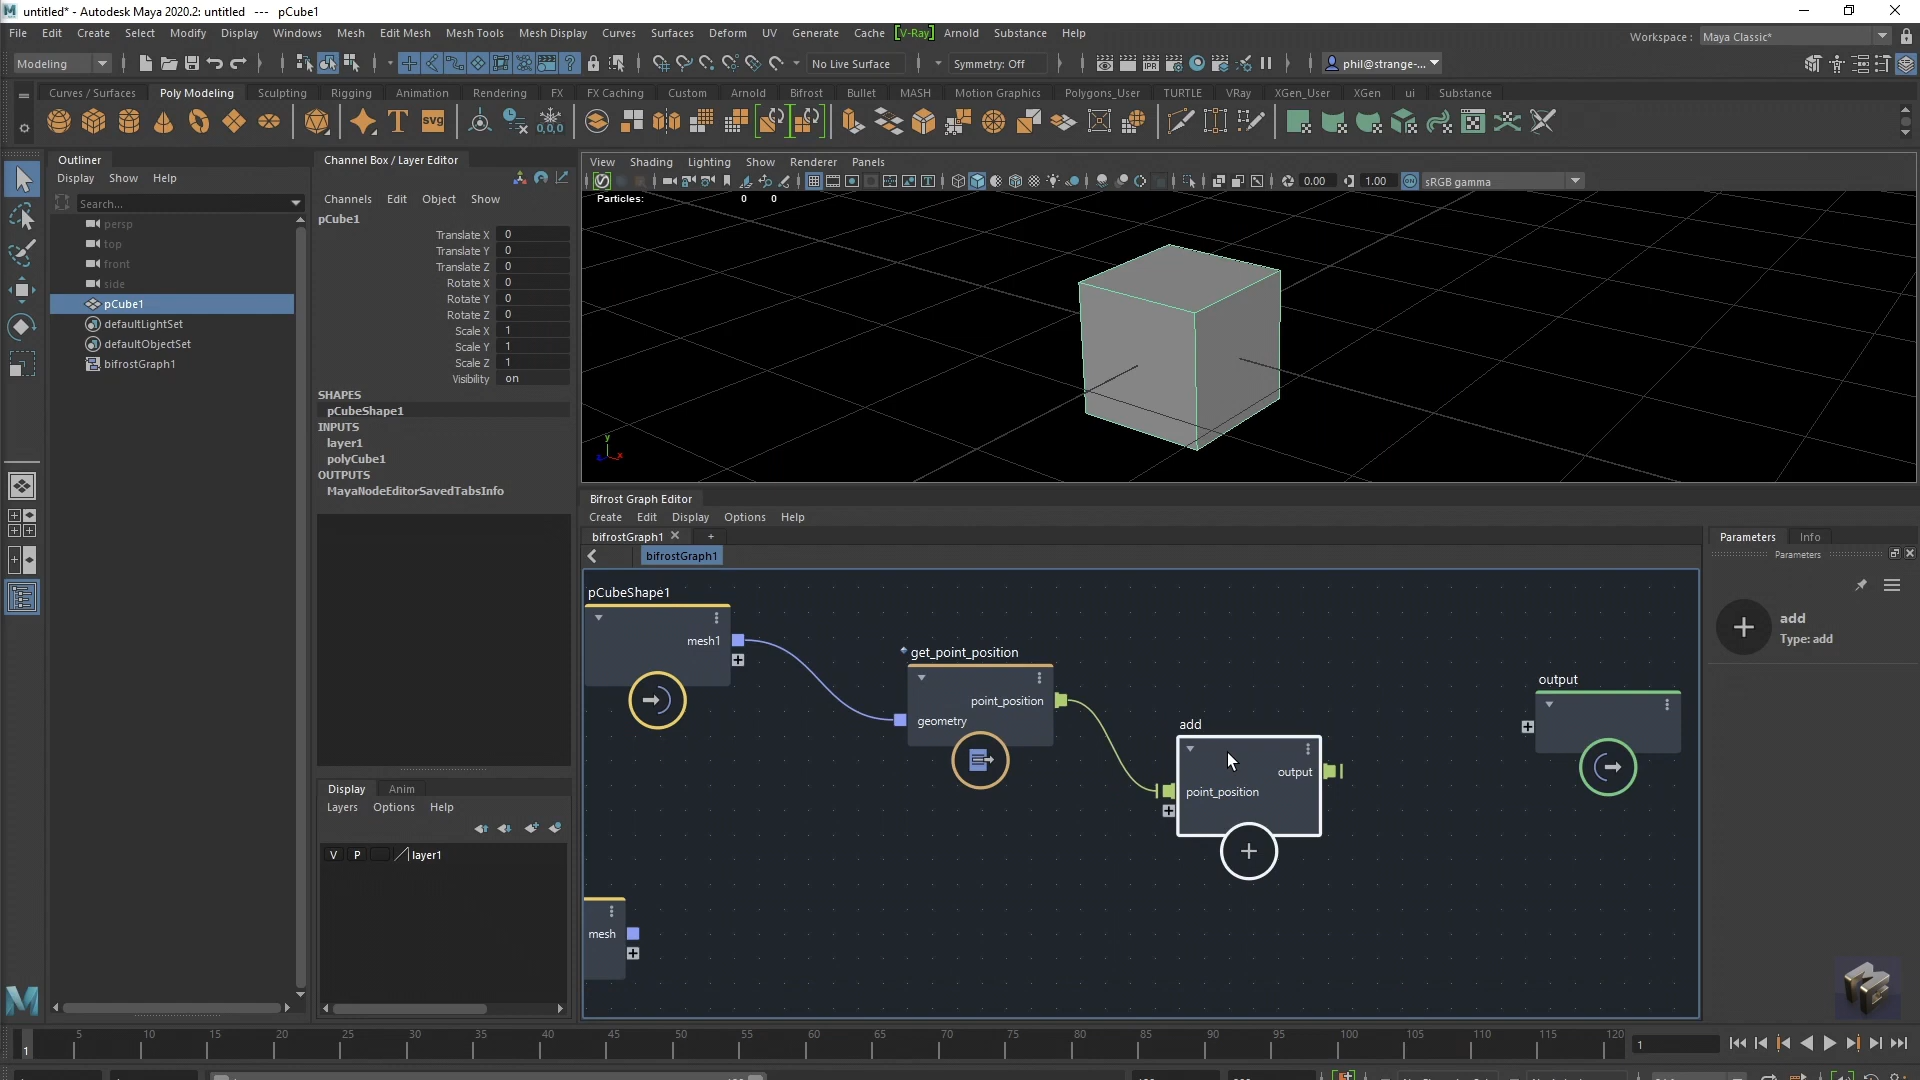 untitled* - Autodesk Maya 2020.2: untitled --- pCube1
File Edit Create Select Modify Display Windows Mesh Edit Mesh Mesh Tools Mesh Display Curves Surfaces Deform UV Generate Cache [V-Ray] Arnold Substance Help
Workspace : Maya Classic*
Modeling
No Live Surface
Symmetry: Off
phil@strange-...
Curves / Surfaces Poly Modeling Sculpting Rigging Animation Rendering FX FX Caching Custom Arnold Bifrost Bullet MASH Motion Graphics Polygons_User TURTLE VRay XGen_User XGen ui Substance
svg
0,0,0
Outliner
Display Show Help
Search...
persp
top
front
side
pCube1
defaultLightSet
defaultObjectSet
bifrostGraph1
Channel Box / Layer Editor
Channels Edit Object Show
pCube1
Translate X 0
Translate Y 0
Translate Z 0
Rotate X 0
Rotate Y 0
Rotate Z 0
Scale X 1
Scale Y 1
Scale Z 1
Visibility on
SHAPES
pCubeShape1
INPUTS
layer1
polyCube1
OUTPUTS
MayaNodeEditorSavedTabsInfo
Display Anim
Layers Options Help
V P layer1
View Shading Lighting Show Renderer Panels
0.00 1.00 sRGB gamma
Particles: 0 0
y
z x
Bifrost Graph Editor
Create Edit Display Options Help
bifrostGraph1
bifrostGraph1
pCubeShape1
mesh1
get_point_position
point_position
geometry
add
output
point_position
output
mesh
Parameters Info
Parameters
add
Type: add
5 10 15 20 25 30 35 40 45 50 55 60 65 70 75 80 85 90 95 100 105 110 115 120
1
1